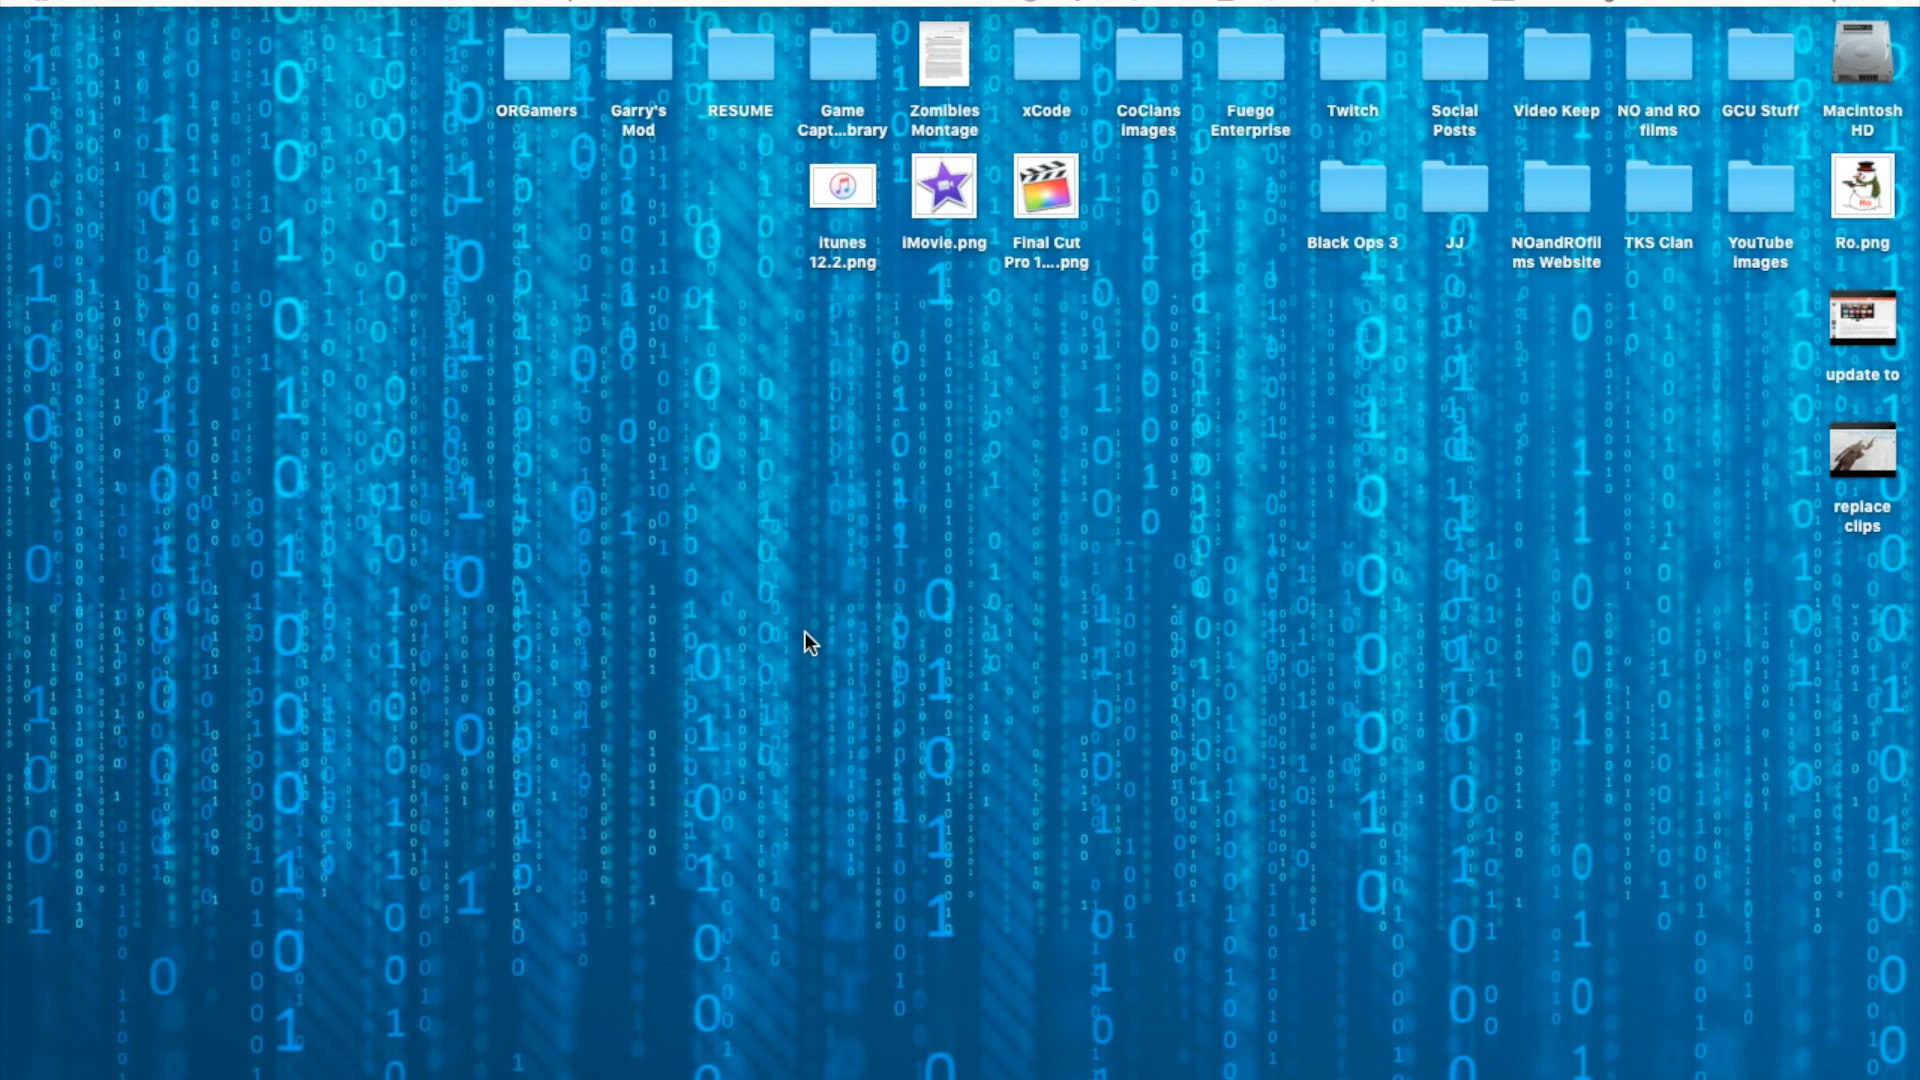 ORGamers
Garry's
Mod
RESUME
Game
Capt...brary
Zomibies
Montage
xCode
CoClans
Images
Fuego
Enterprise
Twitch
Social
Posts
Video Keep
NO and RO
films
GCU Stuff
Macintosh
HD
itunes
12.2.png
iMovie.png
Final Cut
Pro 1....png
Black Ops 3
JJ
NOandROfil
ms Website
TKS Clan
YouTube
Images
Ro
Ro.png
update to
replace
clips